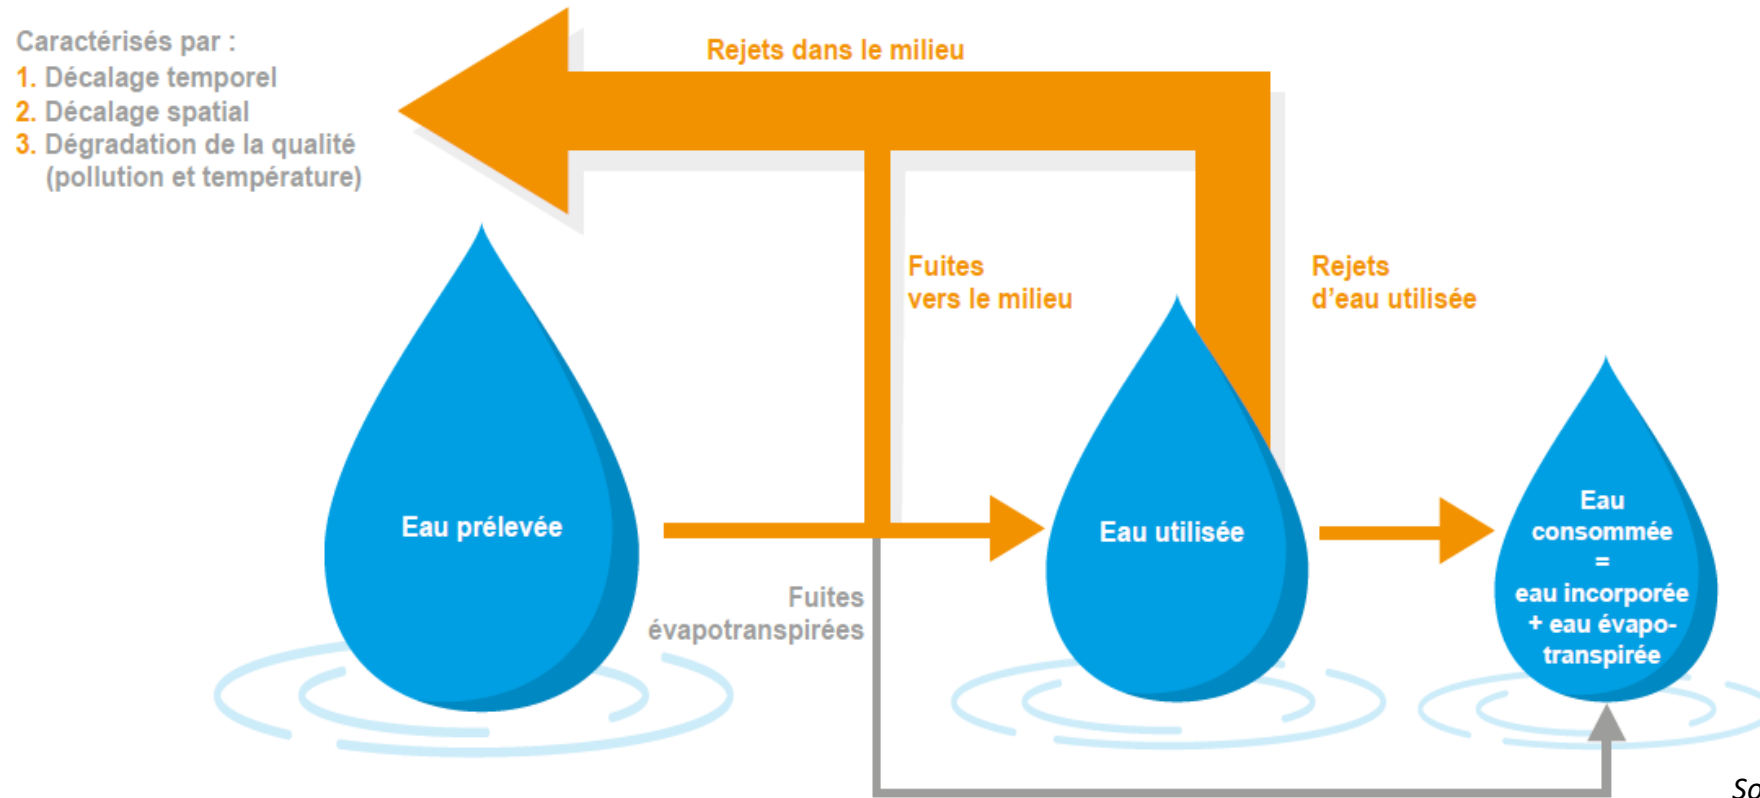 Caractérisés par :
1. Décalage temporel
2. Décalage spatial
3. Dégradation de la qualité
(pollution et température)
Rejets dans le milieu
Fuites
vers le milieu
Rejets
d'eau utilisée
Eau prélevée
Eau utilisée
Eau
consommée
=
eau incorporée
+ eau évapo-
transpirée
Fuites
évapotranspirées